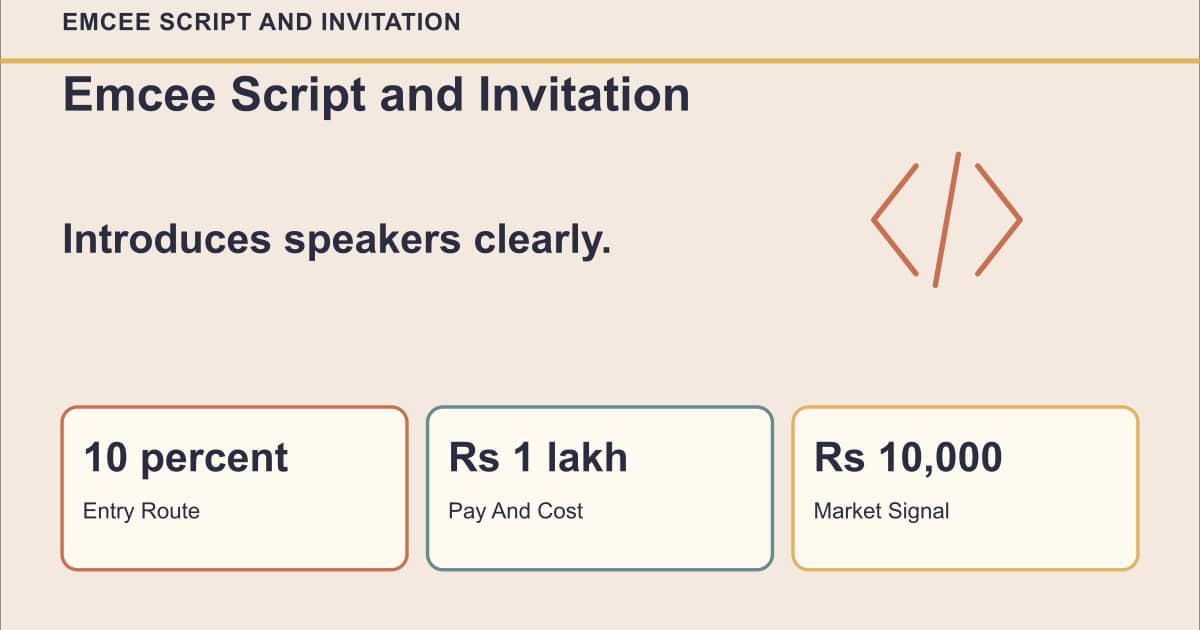 EMCEE SCRIPT AND INVITATION
Emcee Script and Invitation
Introduces speakers clearly.
10 percent
Entry Route
Rs 1 lakh
Pay And Cost
Rs 10,000
Market Signal